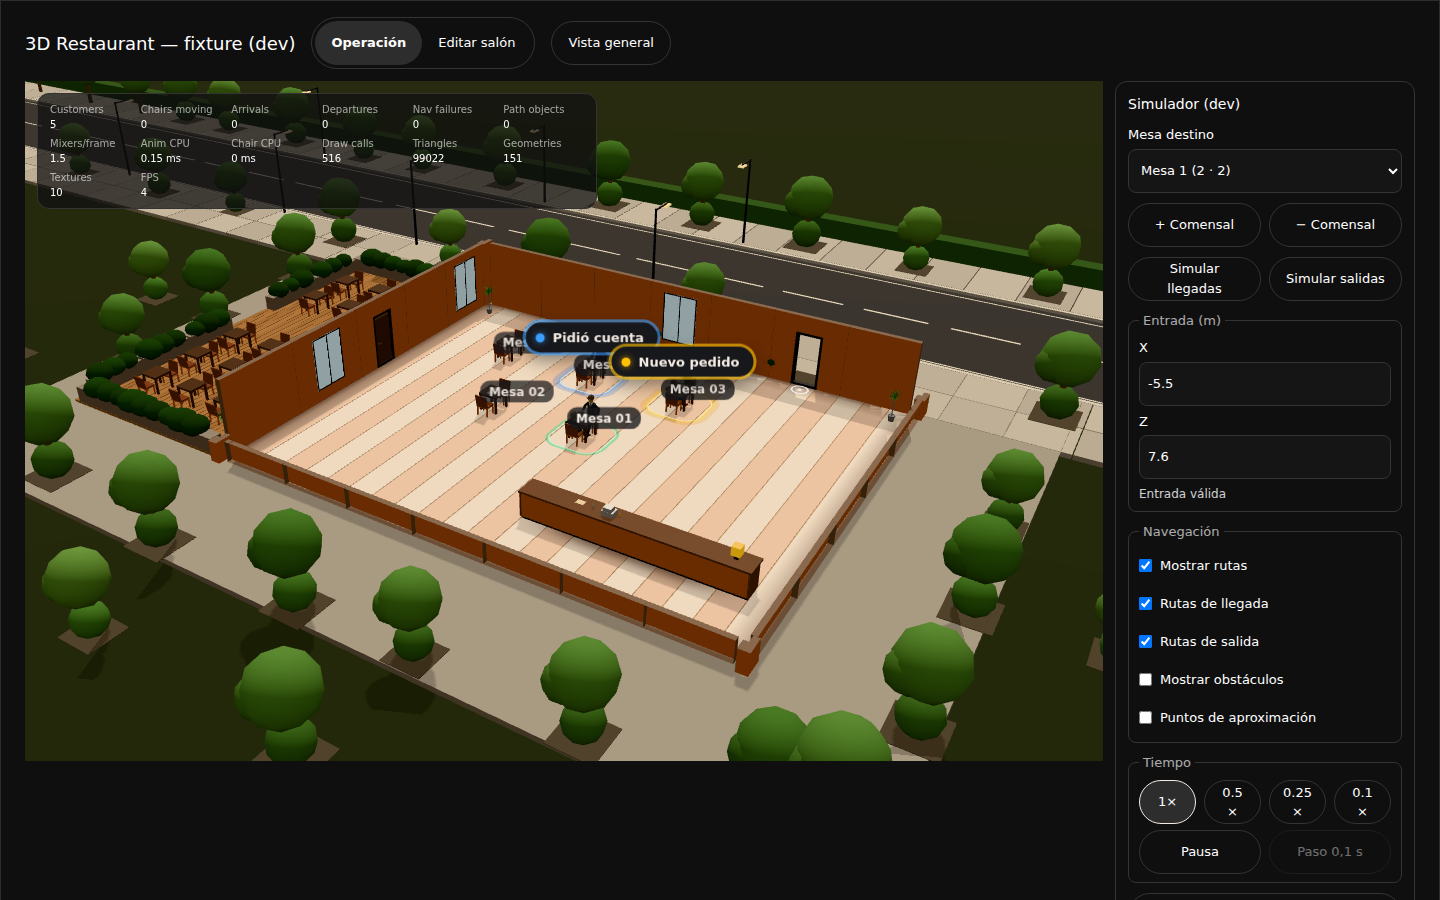 3D Restaurant — fixture (dev)
Operación
Editar salón
Vista general
Customers
5
Chairs moving
0
Arrivals
0
Departures
0
Nav failures
0
Path objects
0
Mixers/frame
1.5
Anim CPU
0.15 ms
Chair CPU
0 ms
Draw calls
516
Triangles
99022
Geometries
151
Textures
10
FPS
4
Pidió cuenta
Nuevo pedido
Mesa 02
Mesa 03
Mesa 01
Simulador (dev)
Mesa destino
Mesa 1 (2 · 2)
+ Comensal
− Comensal
Simular
llegadas
Simular salidas
Entrada (m)
X
-5.5
Z
7.6
Entrada válida
Navegación
Mostrar rutas
Rutas de llegada
Rutas de salida
Mostrar obstáculos
Puntos de aproximación
Tiempo
1×
0.5
×
0.25
×
0.1
×
Pausa
Paso 0,1 s